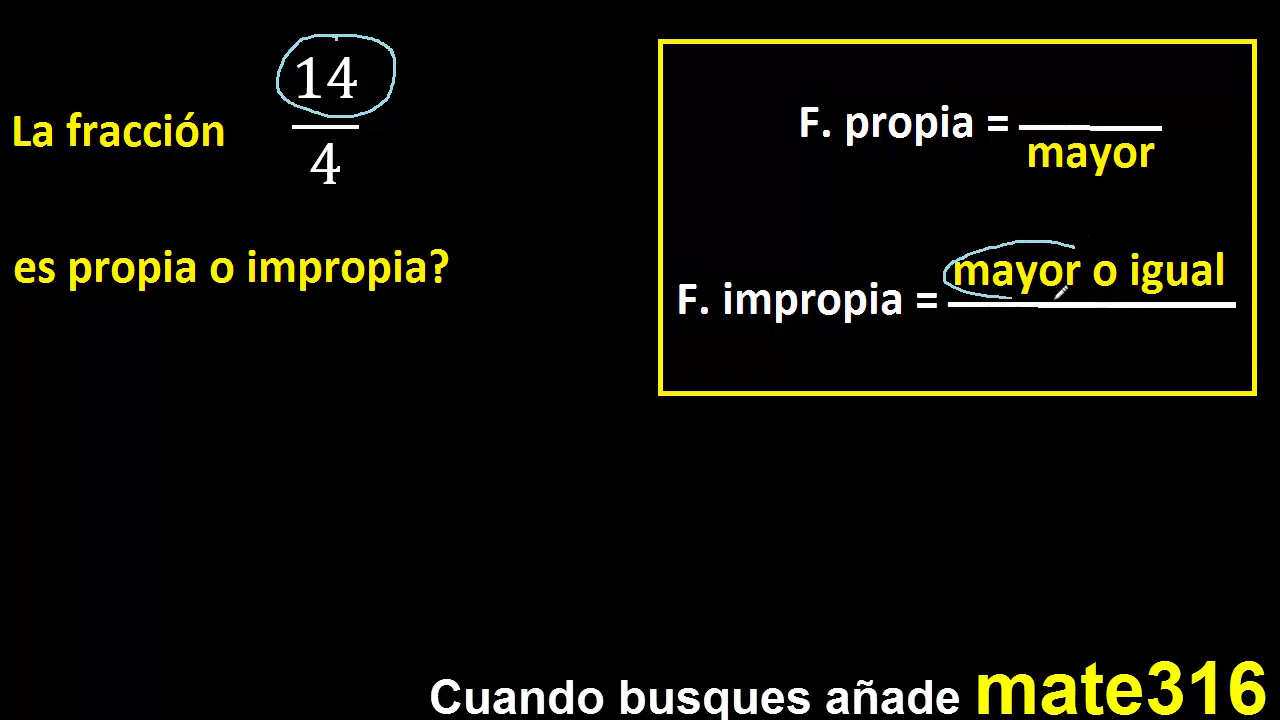 14
La fracción
4
es propia o impropia?
F. propia =
mayor
mayor o igual
F. impropia =
Cuando busques añade mate316